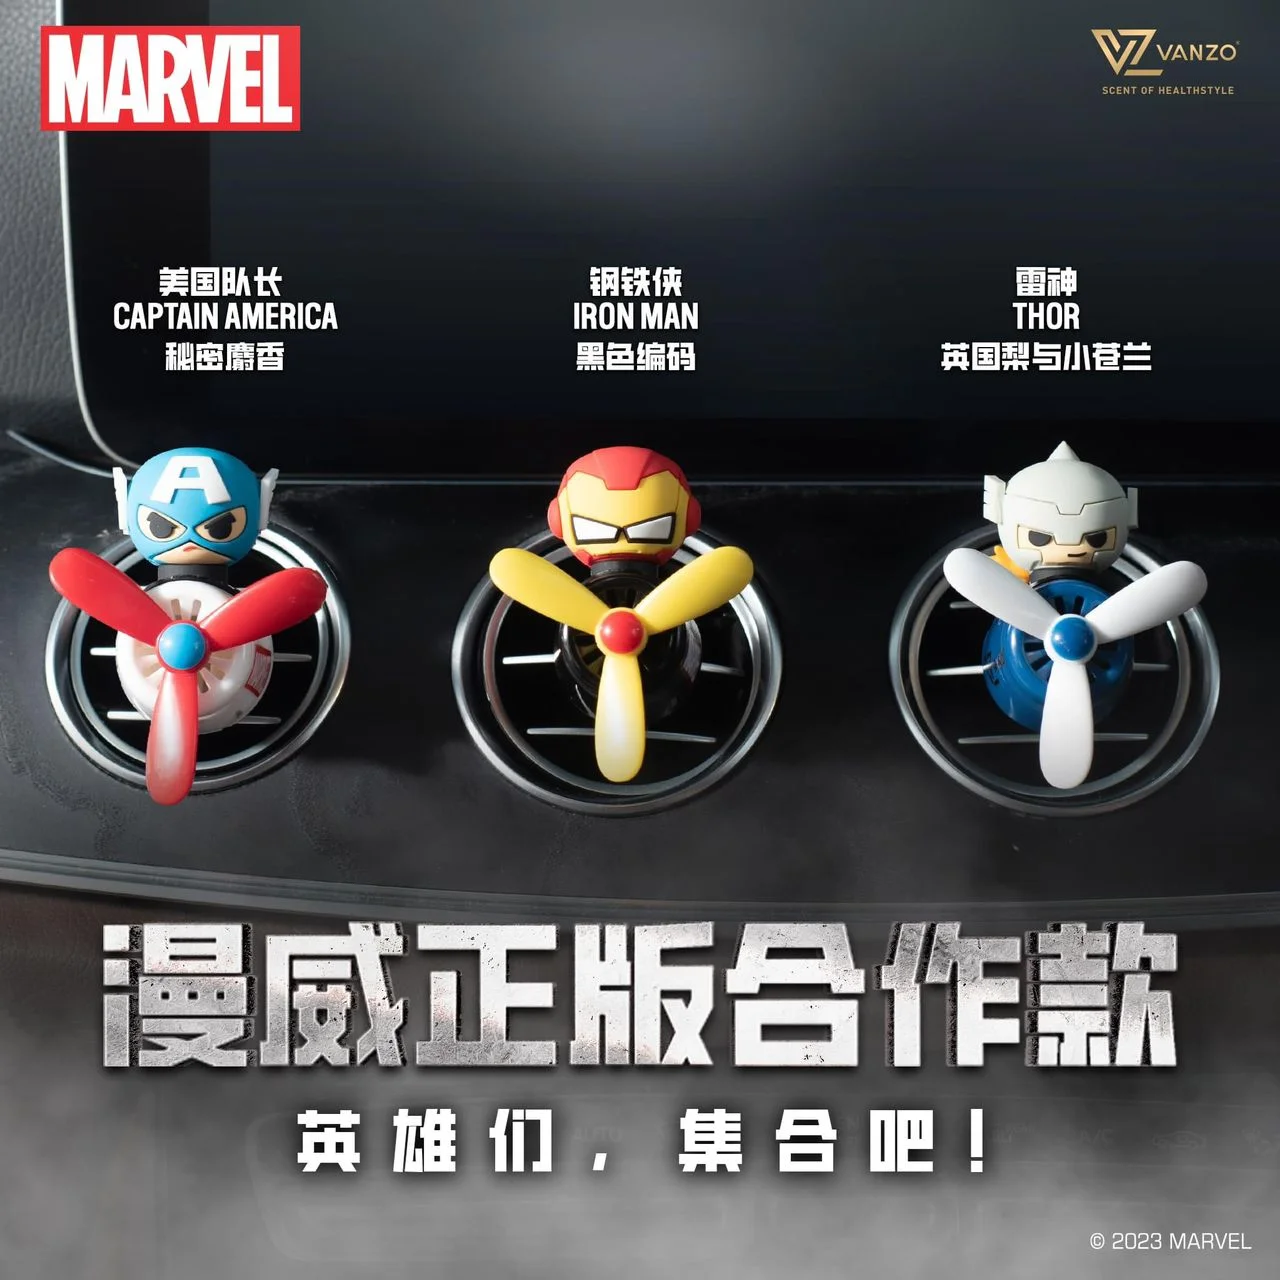 MARVEL
VZ VANZO
SCENT OF HEALTHSTYLE
美国队长
CAPTAIN AMERICA
秘密麝香
钢铁侠
IRON MAN
黑色编码
雷神
THOR
英国梨与小苍兰
A
漫威正版合作款
英雄们，集合吧！
© 2023 MARVEL